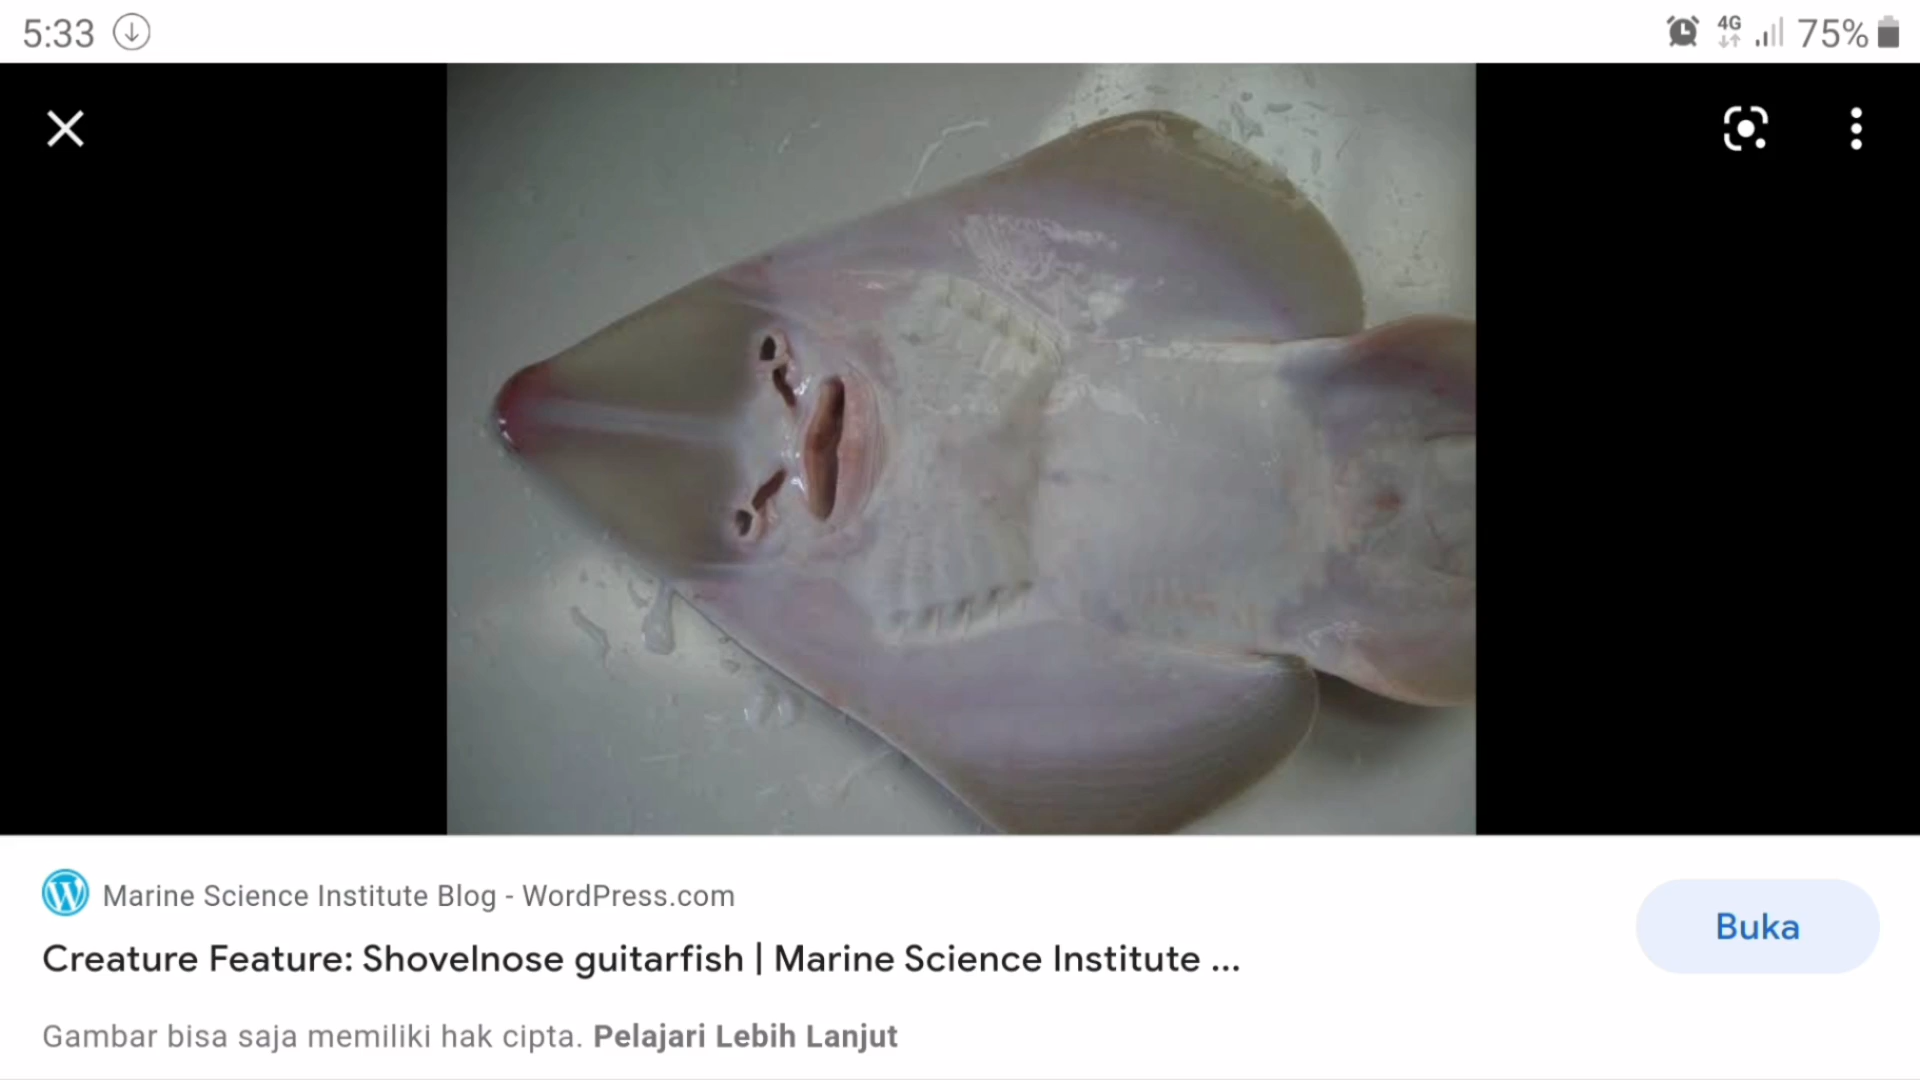 5:33
4G 75%
Marine Science Institute Blog - WordPress.com
Creature Feature: Shovelnose guitarfish | Marine Science Institute ...
Buka
Gambar bisa saja memiliki hak cipta. Pelajari Lebih Lanjut